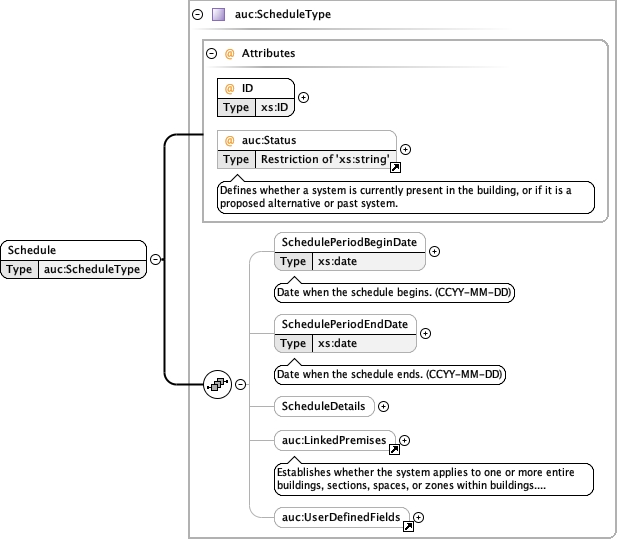 auc:ScheduleType
@ Attributes
@ ID
Type xs:ID
@ auc:Status
Type Restriction of 'xs:string'
Defines whether a system is currently present in the building, or if it is a
proposed alternative or past system.
Schedule
Type auc:ScheduleType
SchedulePeriodBeginDate
Type xs:date
Date when the schedule begins. (CCYY-MM-DD)
SchedulePeriodEndDate
Type xs:date
Date when the schedule ends. (CCYY-MM-DD)
ScheduleDetails
auc:LinkedPremises
Establishes whether the system applies to one or more entire
buildings, sections, spaces, or zones within buildings....
auc:UserDefinedFields